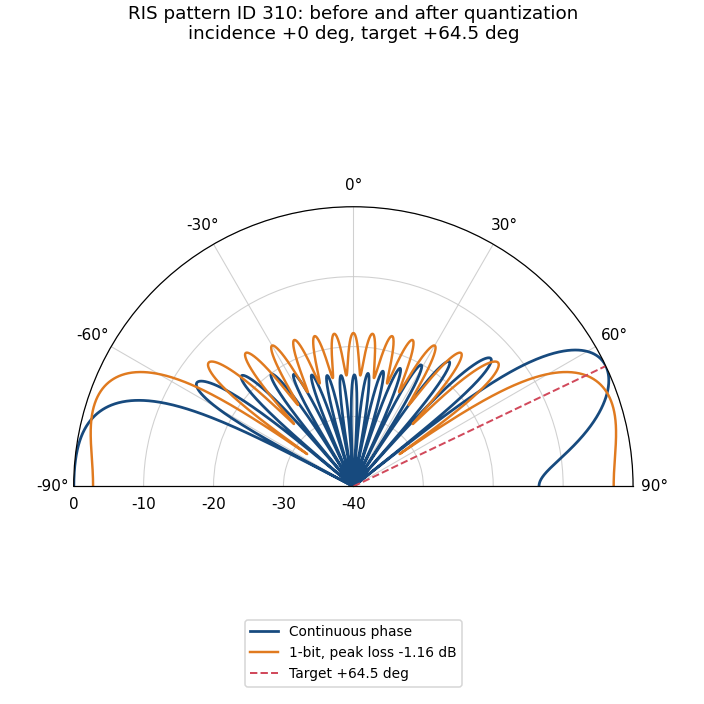 RIS pattern ID 310: before and after quantization
incidence +0 deg, target +64.5 deg
0°
-30°
30°
-60°
60°
-90°
90°
0
-10
-20
-30
-40
Continuous phase
1-bit, peak loss -1.16 dB
Target +64.5 deg